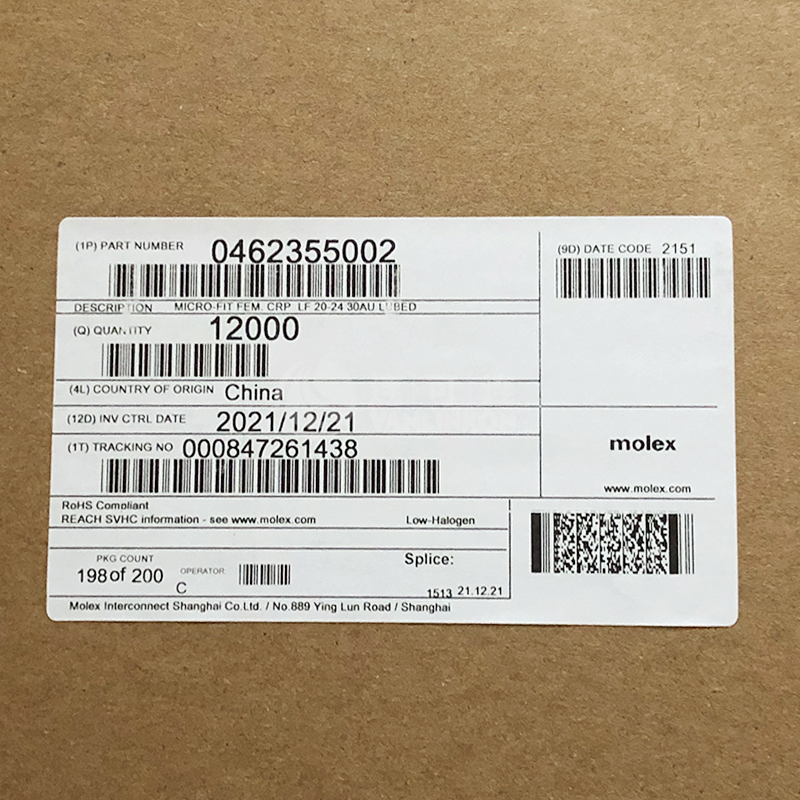 (1P) PART NUMBER 0462355002
(9D) DATE CODE 2151
DESCRIPTION MICRO-FIT FEM. CRP LF 20-24 30AU LUBED
(Q) QUANTITY 12000
(4L) COUNTRY OF ORIGIN China
(12D) INV CTRL DATE 2021/12/21
(1T) TRACKING NO 000847261438
molex
www.molex.com
RoHS Compliant
REACH SVHC information - see www.molex.com Low-Halogen
PKG COUNT
198 of 200
OPERATOR
C
Splice:
1513 21.12.21
Molex Interconnect Shanghai Co.Ltd. / No.889 Ying Lun Road / Shanghai